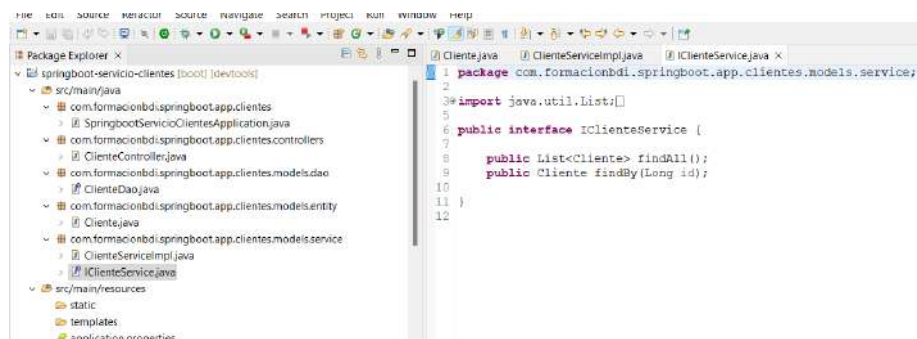 File Edit Source Refactor Source Navigate Search Project Run Window Help
Package Explorer ×
springboot-servicio-clientes [boot] [devtools]
src/main/java
com.formacionbdi.springboot.app.clientes
SpringbootServicioClientesApplication.java
com.formacionbdi.springboot.app.clientes.controllers
ClienteController.java
com.formacionbdi.springboot.app.clientes.models.dao
ClienteDao.java
com.formacionbdi.springboot.app.clientes.models.entity
Cliente.java
com.formacionbdi.springboot.app.clientes.models.service
ClienteServiceImpl.java
IClienteService.java
src/main/resources
static
templates
application.properties
Cliente.java ClienteServiceImpl.java IClienteService.java ×
1 package com.formacionbdi.springboot.app.clientes.models.service;
2
3 import java.util.List;
5
6 public interface IClienteService {
7
8 public List<Cliente> findAll();
9 public Cliente findBy(Long id);
10
11 }
12